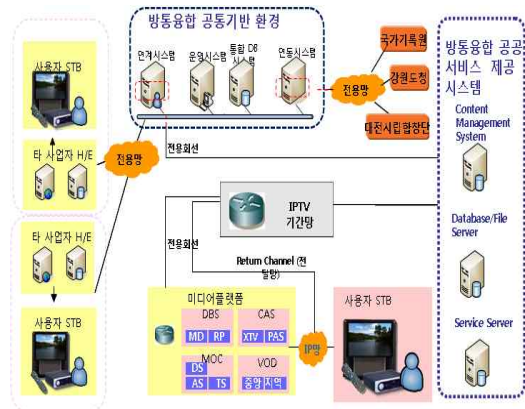 방통융합 공통기반 환경
연계시스템
운영시스템
통합 DB
시스템
연동시스템
전용망
국가기록원
강원도청
대전시립합창단
방통융합 공공
서비스 제공
시스템
Content
Management
System
Database/File
Server
Service Server
사용자 STB
타 사업자 H/E
전용망
타 사업자 H/E
사용자 STB
전용회선
IPTV
기간망
전용회선
Return Channel (전
달망)
미디어플랫폼
DBS
CAS
MD
RP
XTV
PAS
MOC
VOD
DS
AS
TS
중앙
지역
IP망
사용자 STB